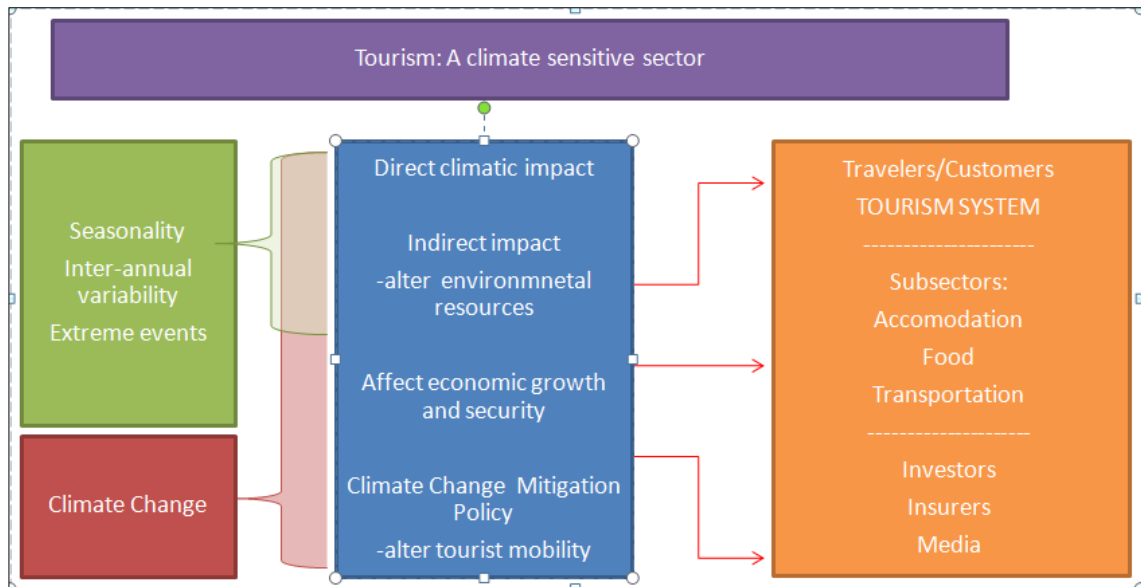 Tourism: A climate sensitive sector
Seasonality
Inter-annual
variability
Extreme events
Climate Change
Direct climatic impact
Indirect impact
-alter environmnetal
resources
Affect economic growth
and security
Climate Change Mitigation
Policy
-alter tourist mobility
Travelers/Customers
TOURISM SYSTEM
----------------------
Subsectors:
Accomodation
Food
Transportation
---------------------
Investors
Insurers
Media